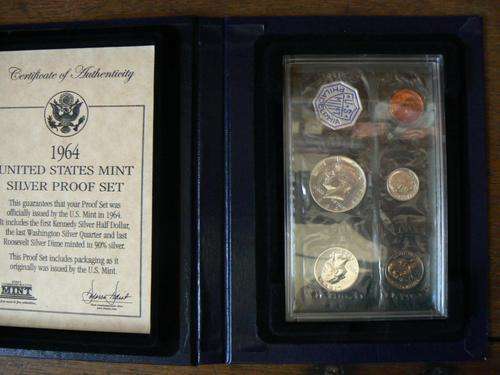 Certificate of Authenticity
1964
UNITED STATES MINT
SILVER PROOF SET
This guarantees that your Proof Set was
officially issued by the U.S. Mint in 1964.
It includes the first Kennedy Silver Half Dollar,
the last Washington Silver Quarter and last
Roosevelt Silver Dime minted in 90% silver.
This Proof Set includes packaging as it
originally was issued by the U.S. Mint.
MINT
PHILADELPHIA